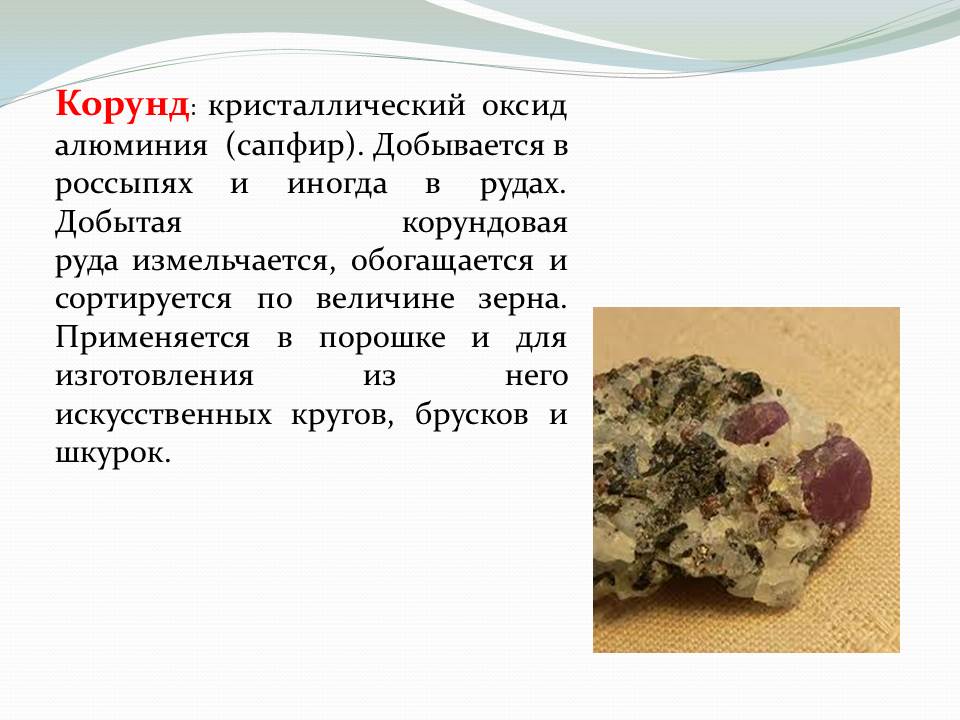 Корунд: кристаллический оксид
алюминия (сапфир). Добывается в
россыпях и иногда в рудах.
Добытая корундовая
руда измельчается, обогащается и
сортируется по величине зерна.
Применяется в порошке и для
изготовления из него
искусственных кругов, брусков и
шкурок.